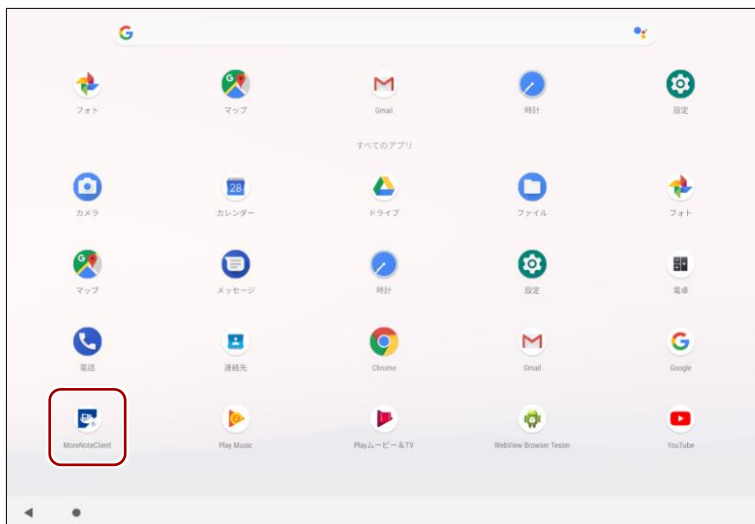 フォト マップ Gmail 時計 設定
すべてのアプリ
28
カメラ カレンダー ドライブ ファイル フォト
マップ メッセージ 時計 設定 電卓
電話 連絡先 Chrome Gmail Google
MoreNoteClient Play Music Playムービー&TV WebView Browser Tester YouTube